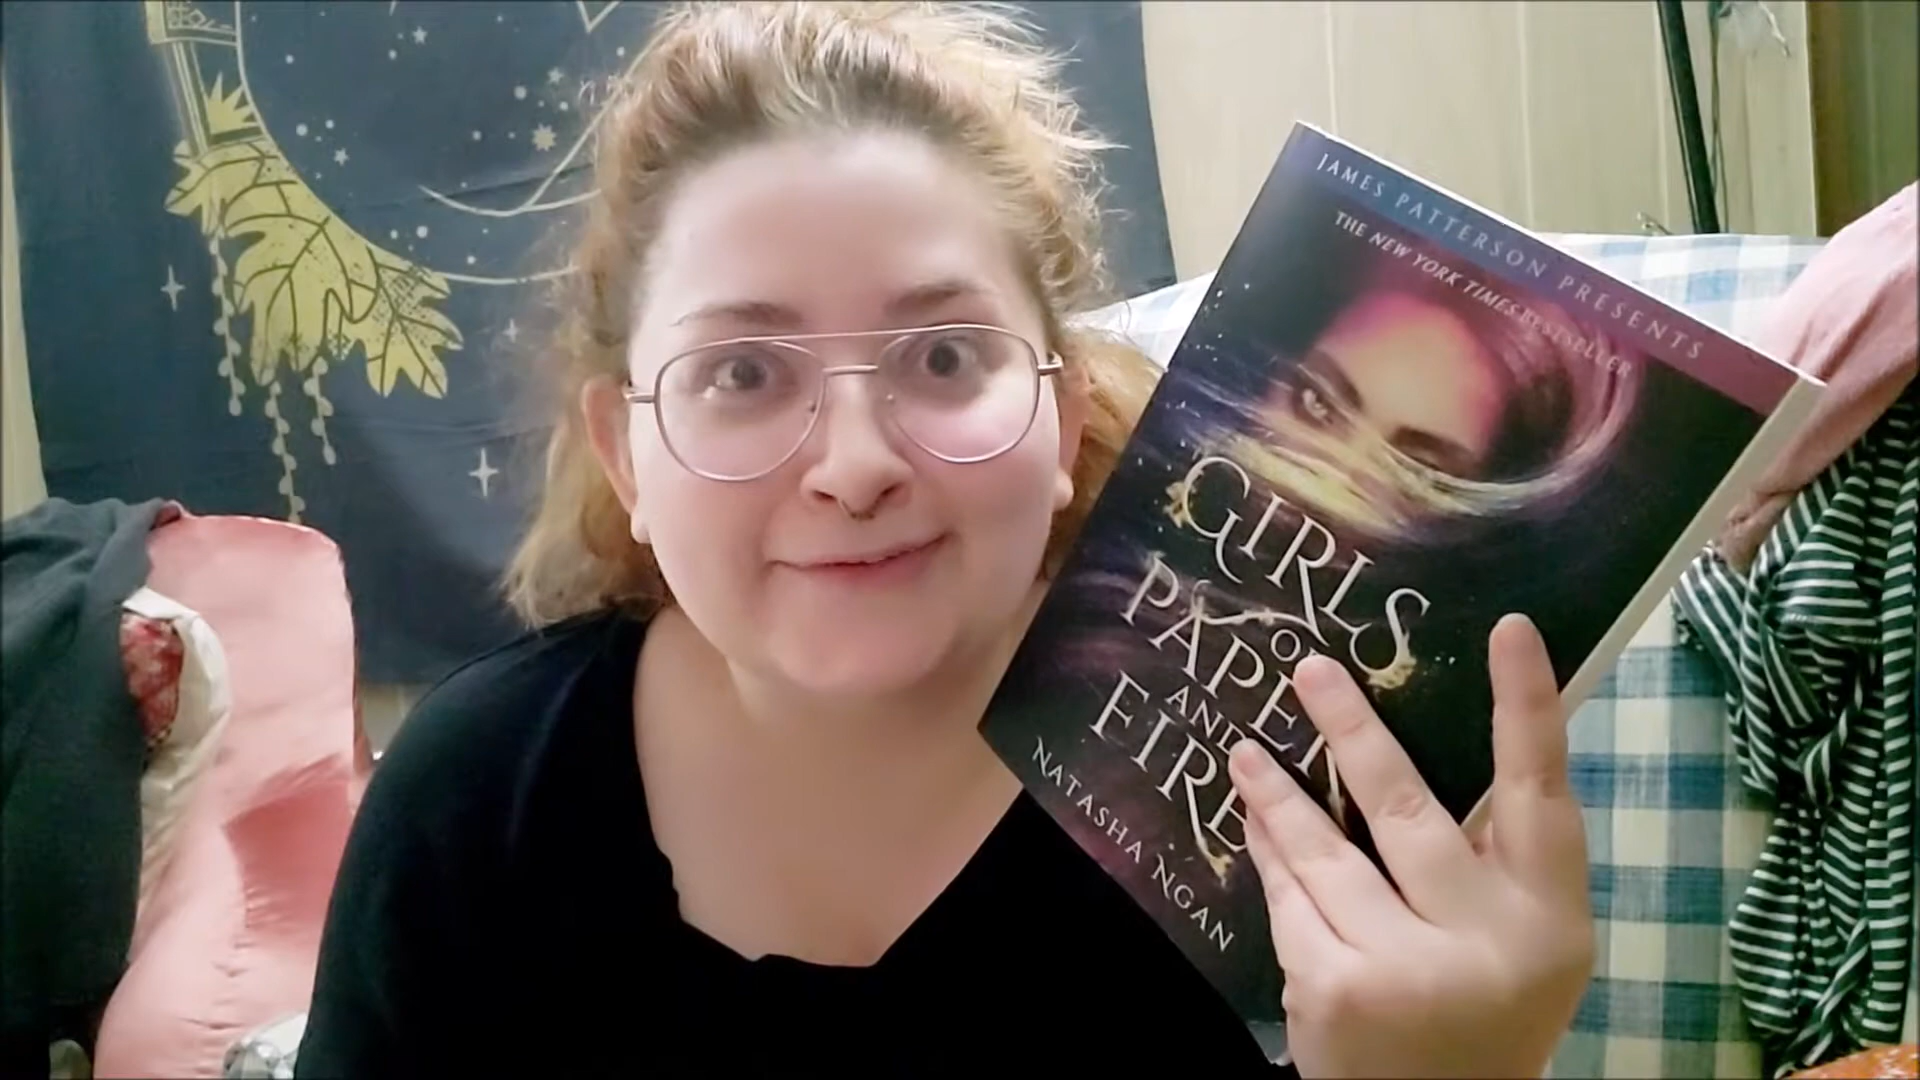 JAMES PATTERSON PRESENTS
THE NEW YORK TIMES BESTSELLER
GIRLS
OF
PAPER
AND
FIRE
NATASHA NGAN